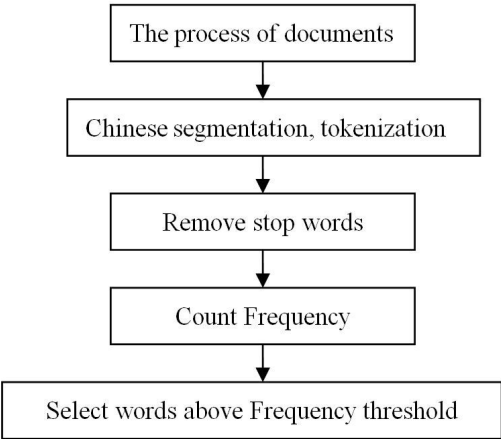 The process of documents
Chinese segmentation, tokenization
Remove stop words
Count Frequency
Select words above Frequency threshold